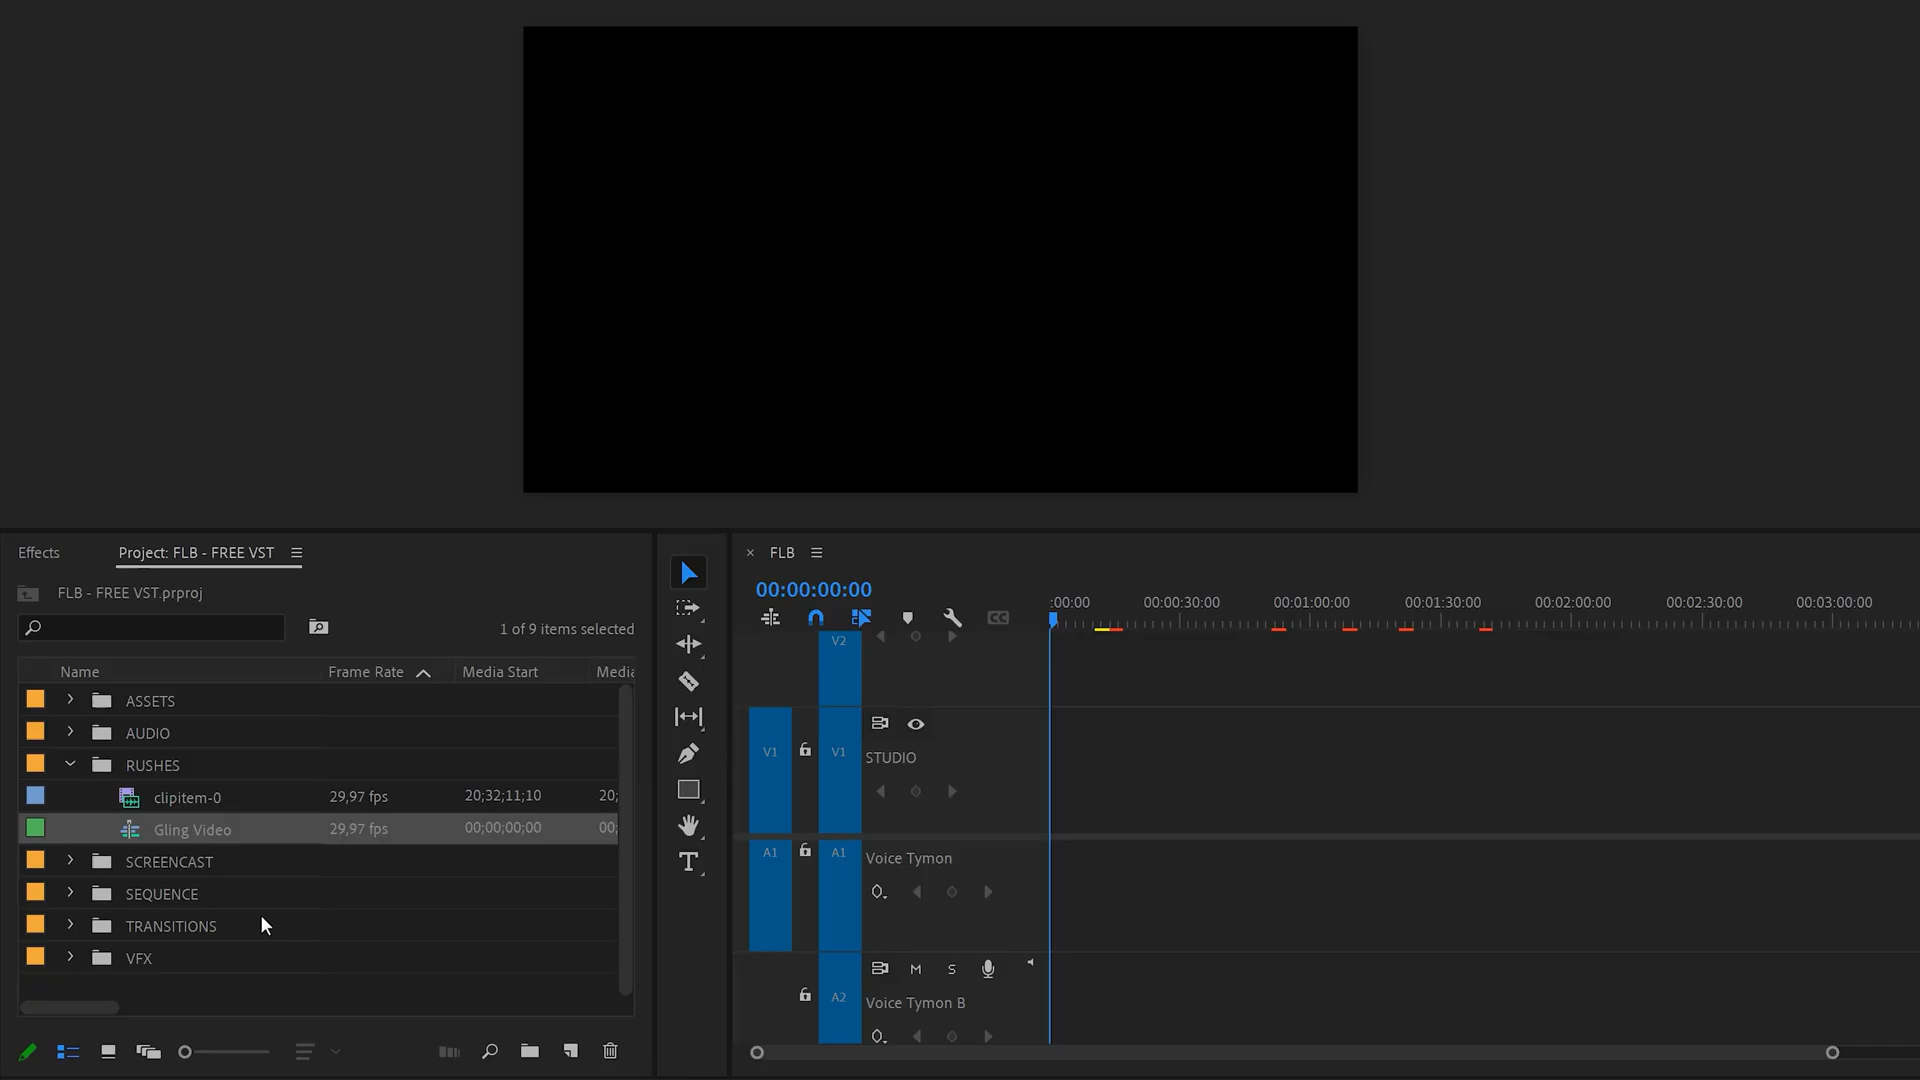 Effects
Project: FLB - FREE VST
FLB - FREE VST.prproj
1 of 9 items selected
Name
Frame Rate
Media Start
Media
ASSETS
AUDIO
RUSHES
clipitem-0
29,97 fps
20;32;11;10
20;
Gling Video
29,97 fps
00;00;00;00
00;
SCREENCAST
SEQUENCE
TRANSITIONS
VFX
T
× FLB
00:00:00:00
CC
:00:00
00:00:30:00
00:01:00:00
00:01:30:00
00:02:00:00
00:02:30:00
00:03:00:00
V2
V1
V1
STUDIO
A1
A1
Voice Tymon
M
S
A2
Voice Tymon B